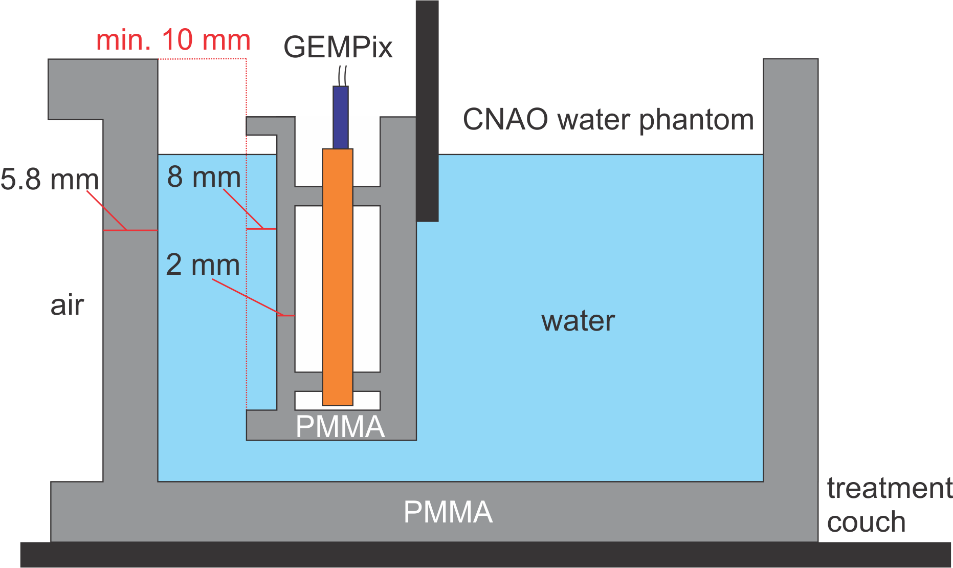 min. 10 mm
GEMPix
CNAO water phantom
5.8 mm
8 mm
2 mm
air
water
PMMA
PMMA
treatment
couch